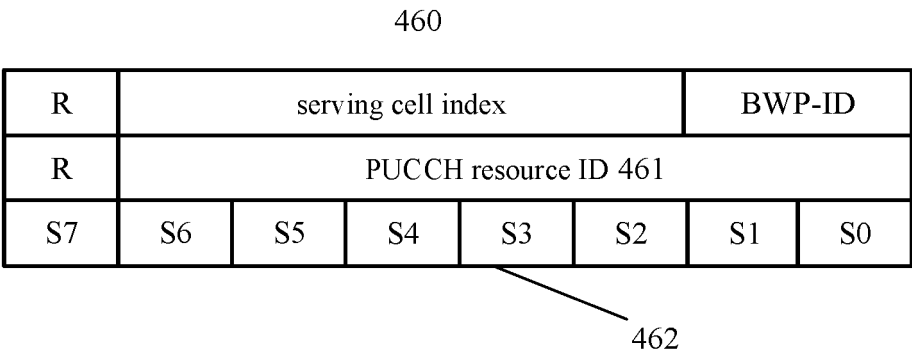 460
R serving cell index BWP-ID
R PUCCH resource ID 461
S7 S6 S5 S4 S3 S2 S1 S0
462